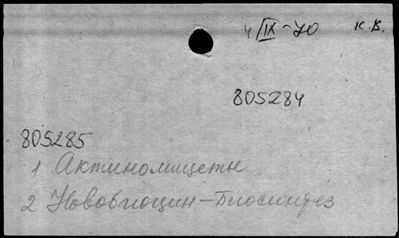 4/IX-70 К.В.
805284
805285
1 Актиномицеты
2 Новобиоцин-Биосинтез